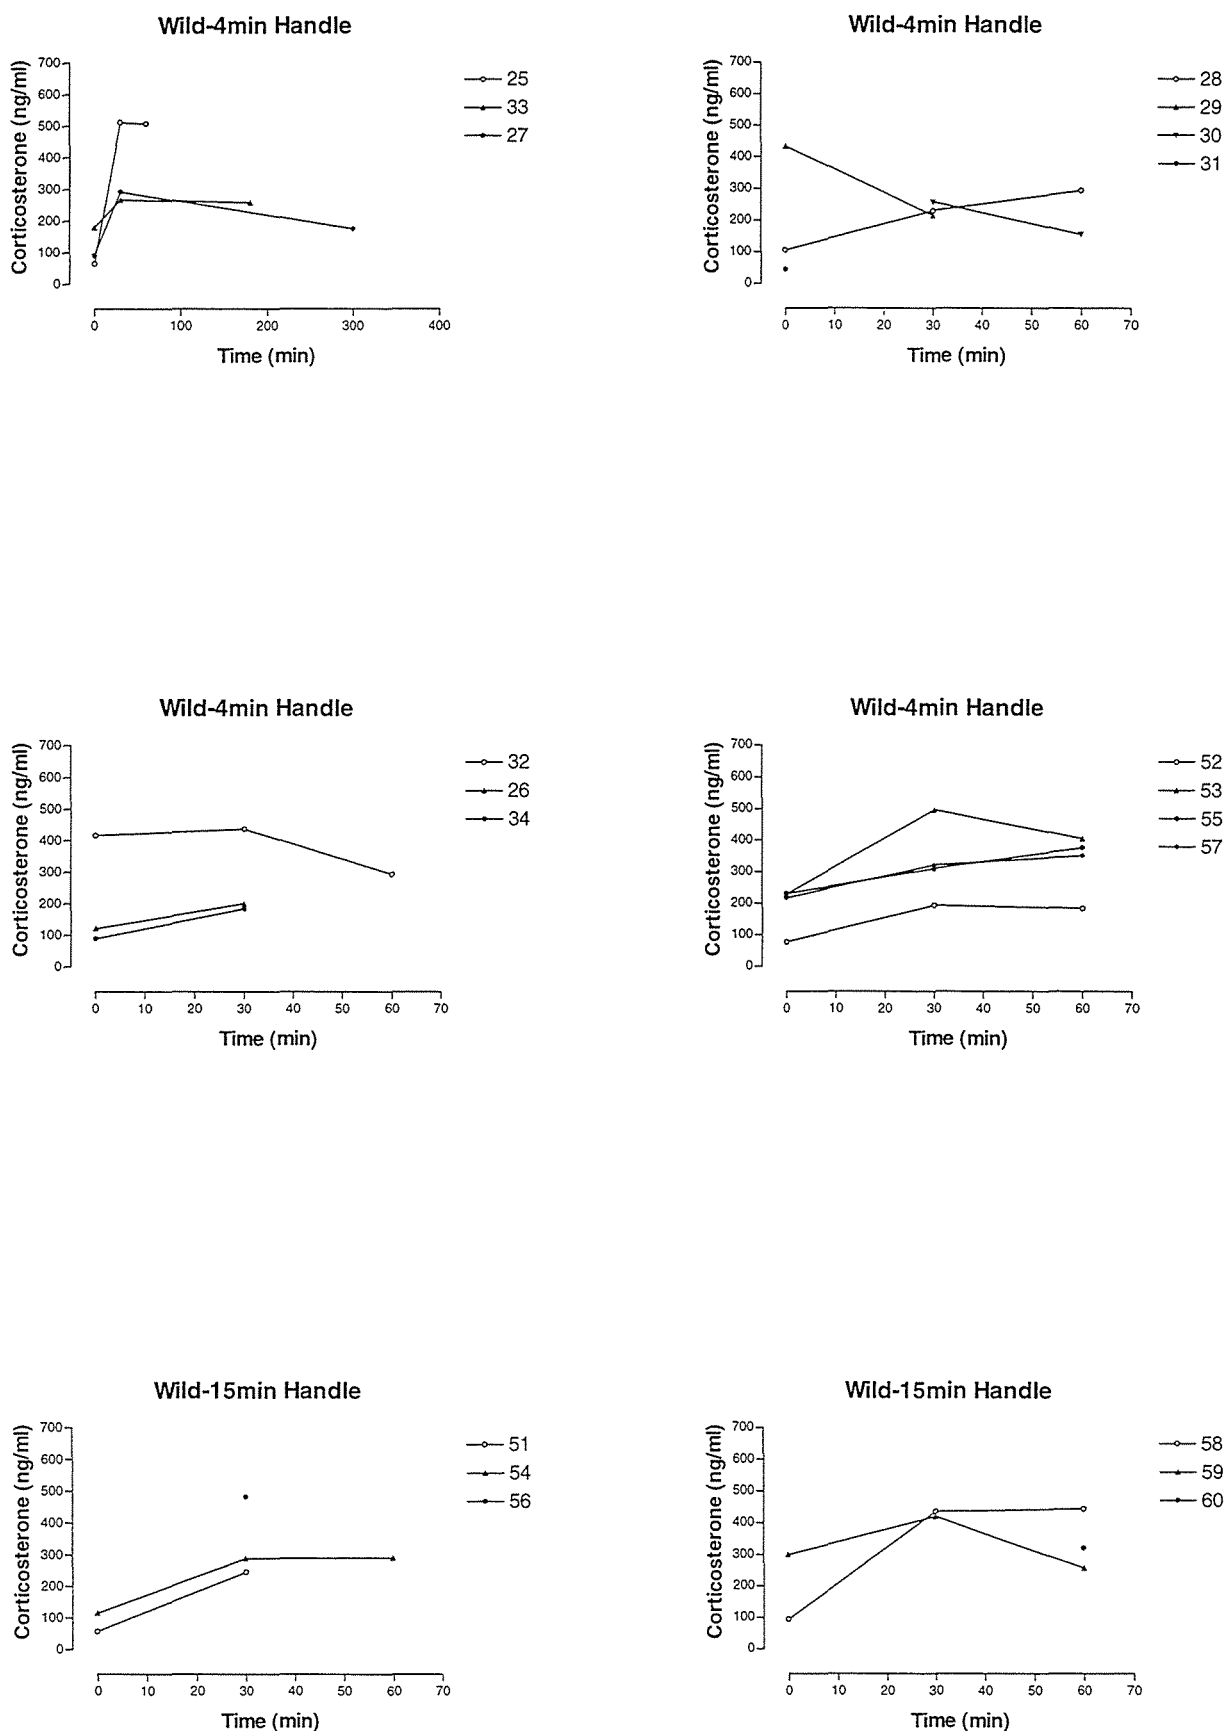 Wild-4min Handle
Corticosterone (ng/ml)
700
600
500
400
300
200
100
0
0 100 200 300 400
Time (min)
25
33
27
Wild-4min Handle
Corticosterone (ng/ml)
700
600
500
400
300
200
100
0
0 10 20 30 40 50 60 70
Time (min)
28
29
30
31
Wild-4min Handle
Corticosterone (ng/ml)
700
600
500
400
300
200
100
0
0 10 20 30 40 50 60 70
Time (min)
32
26
34
Wild-4min Handle
Corticosterone (ng/ml)
700
600
500
400
300
200
100
0
0 10 20 30 40 50 60 70
Time (min)
52
53
55
57
Wild-15min Handle
Corticosterone (ng/ml)
700
600
500
400
300
200
100
0
0 10 20 30 40 50 60 70
Time (min)
51
54
56
Wild-15min Handle
Corticosterone (ng/ml)
700
600
500
400
300
200
100
0
0 10 20 30 40 50 60 70
Time (min)
58
59
60